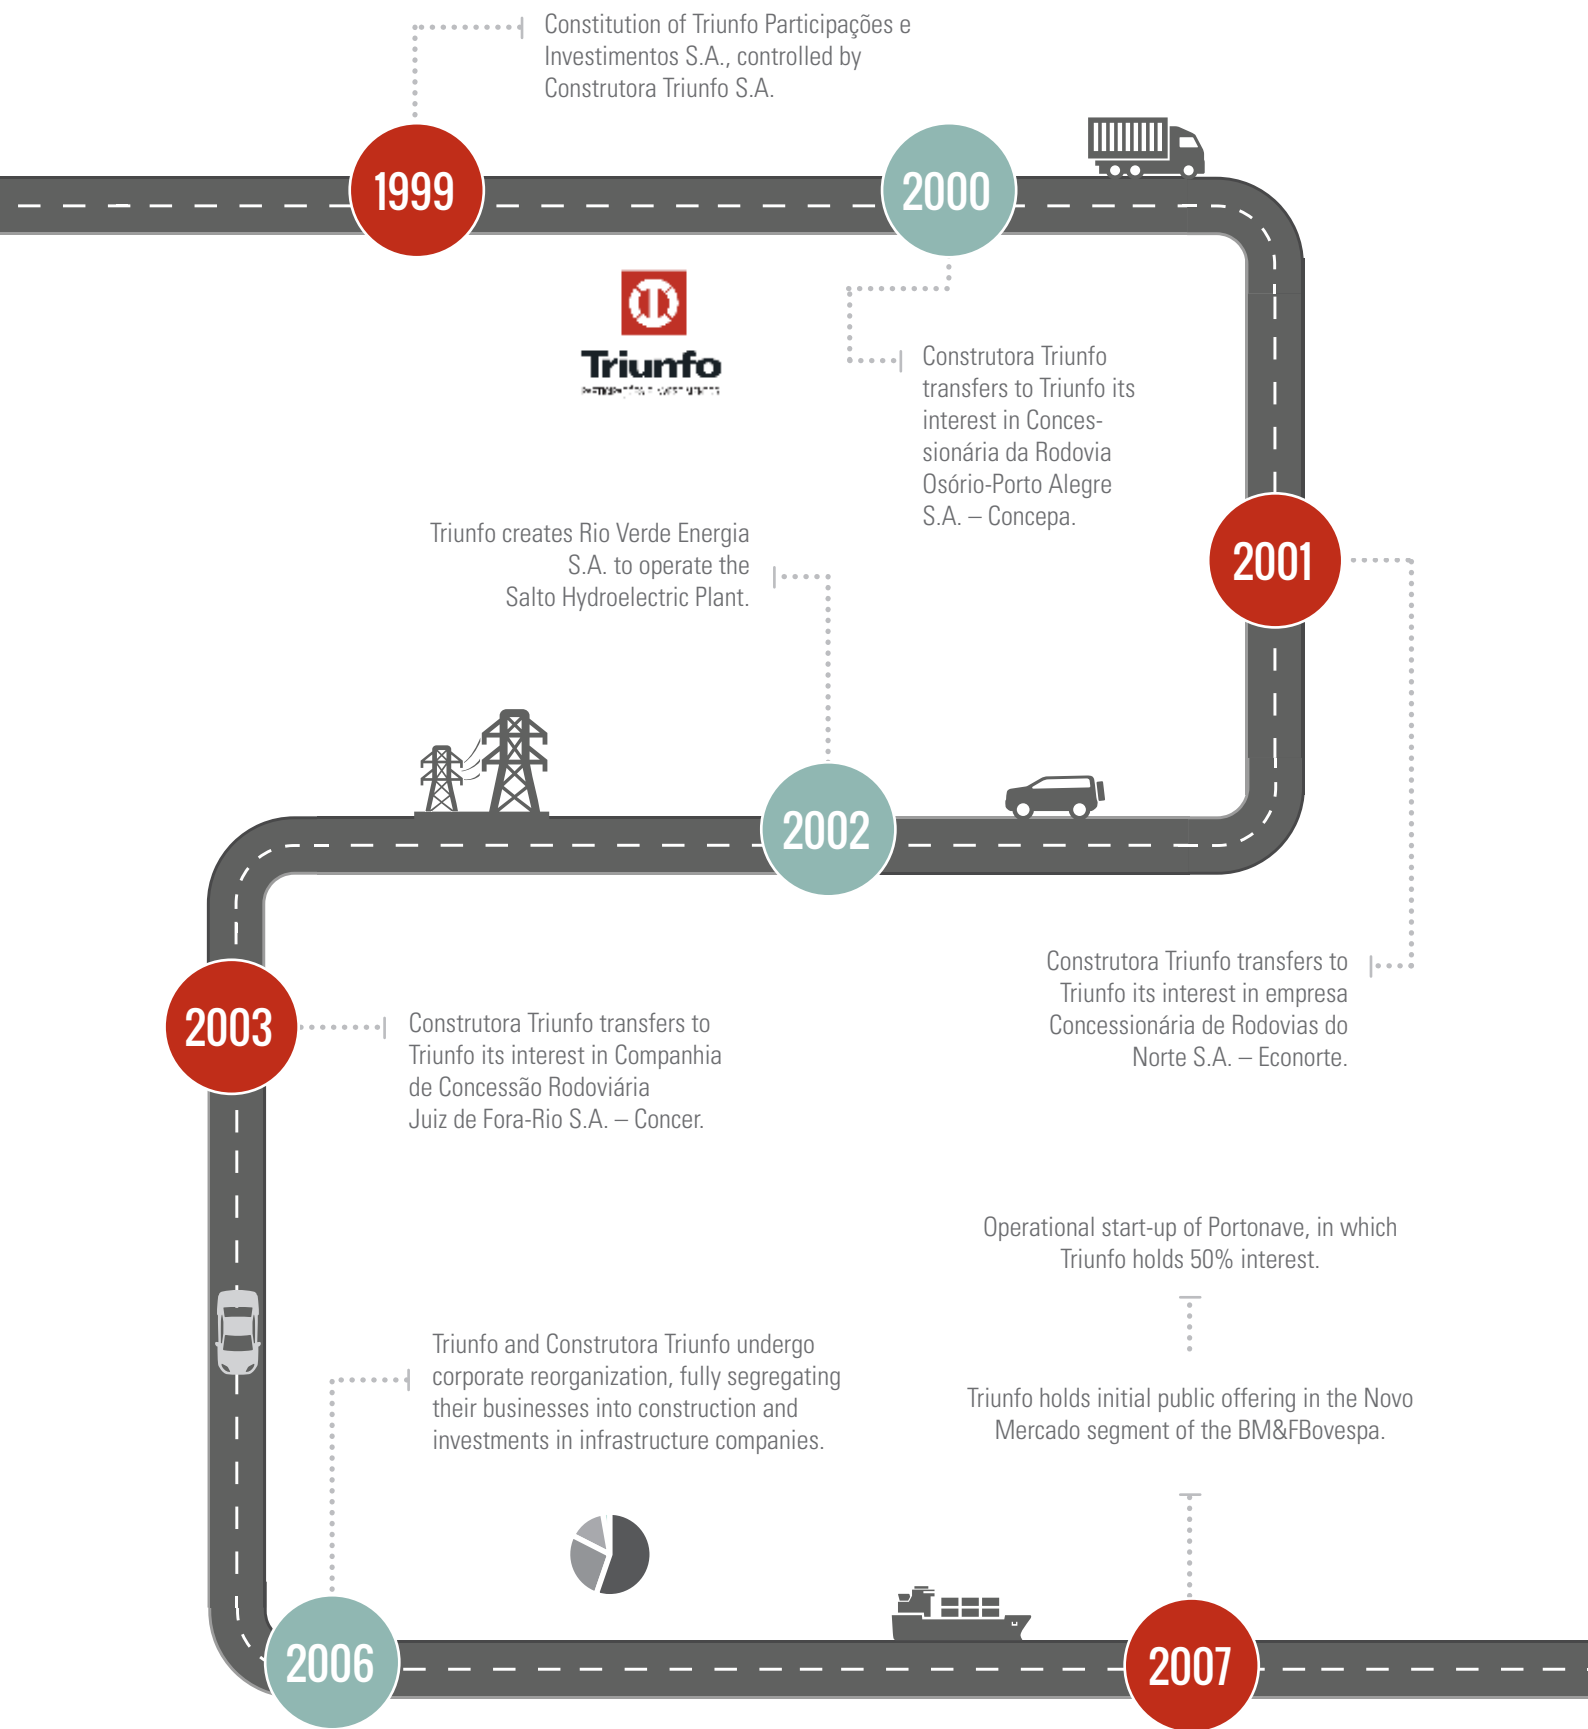 Constitution of Triunfo Participações e
Investimentos S.A., controlled by
Construtora Triunfo S.A.
1999
2000
Triunfo
PARTICIPAÇÕES E INVESTIMENTOS
Construtora Triunfo
transfers to Triunfo its
interest in Conces-
sionária da Rodovia
Osório-Porto Alegre
S.A. – Concepa.
2001
Triunfo creates Rio Verde Energia
S.A. to operate the
Salto Hydroelectric Plant.
2002
Construtora Triunfo transfers to
Triunfo its interest in empresa
Concessionária de Rodovias do
Norte S.A. – Econorte.
2003
Construtora Triunfo transfers to
Triunfo its interest in Companhia
de Concessão Rodoviária
Juiz de Fora-Rio S.A. – Concer.
Operational start-up of Portonave, in which
Triunfo holds 50% interest.
Triunfo and Construtora Triunfo undergo
corporate reorganization, fully segregating
their businesses into construction and
investments in infrastructure companies.
Triunfo holds initial public offering in the Novo
Mercado segment of the BM&FBovespa.
2006
2007